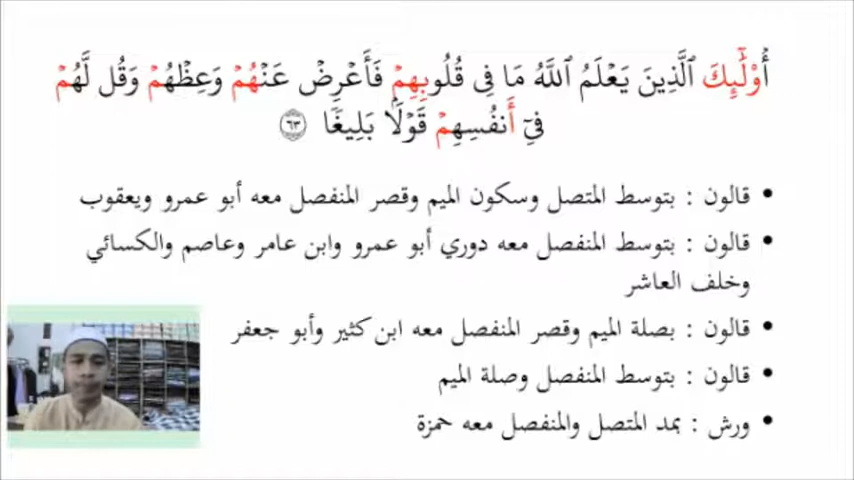 أُو۟لَٰٓئِكَ ٱلَّذِينَ يَعْلَمُ ٱللَّهُ مَا فِى قُلُوبِهِمْ فَأَعْرِضْ عَنْهُمْ وَعِظْهُمْ وَقُل لَّهُمْ
فِىٓ أَنفُسِهِمْ قَوْلًۢا بَلِيغًا ٦٣
• قالون : بتوسط المتصل وسكون الميم وقصر المنفصل معه أبو عمرو ويعقوب
• قالون : بتوسط المنفصل معه دوري أبو عمرو وابن عامر وعاصم والكسائي
وخلف العاشر
• قالون : بصلة الميم وقصر المنفصل معه ابن كثير وأبو جعفر
• قالون : بتوسط المنفصل وصلة الميم
• ورش : بمد المتصل والمنفصل معه حمزة